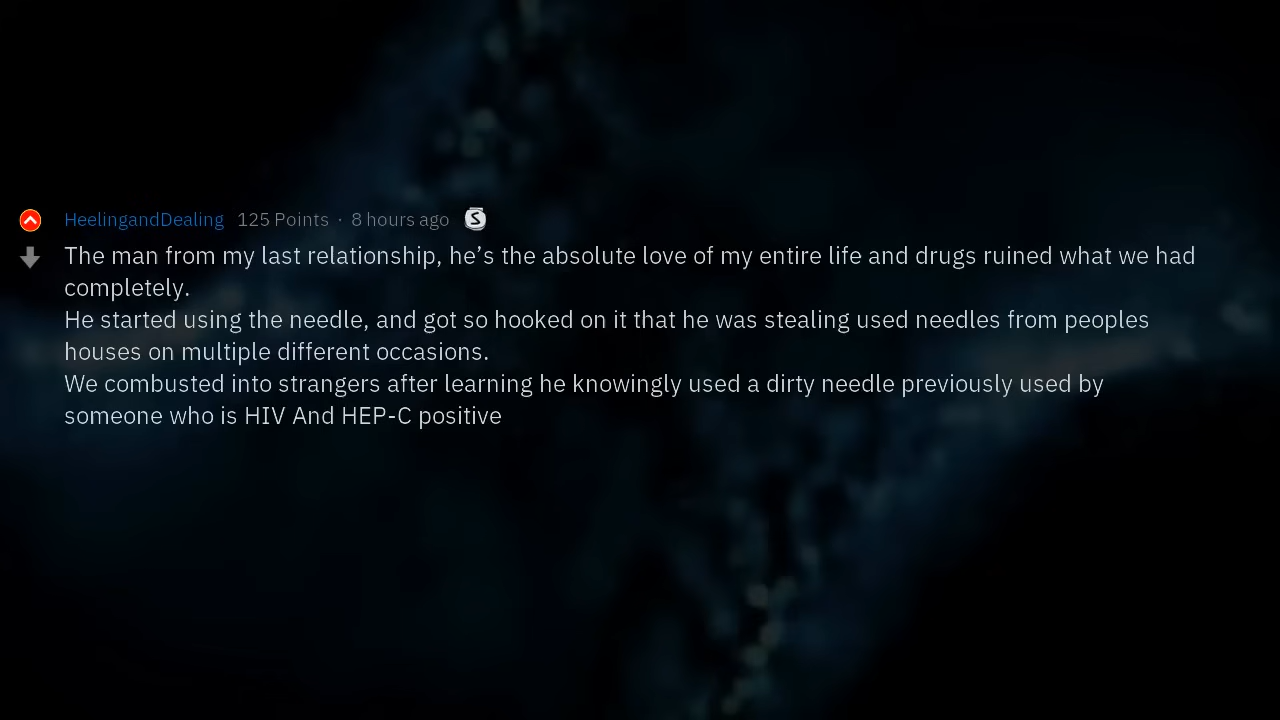 HeelingandDealing 125 Points · 8 hours ago S
The man from my last relationship, he’s the absolute love of my entire life and drugs ruined what we had
completely.
He started using the needle, and got so hooked on it that he was stealing used needles from peoples
houses on multiple different occasions.
We combusted into strangers after learning he knowingly used a dirty needle previously used by
someone who is HIV And HEP-C positive